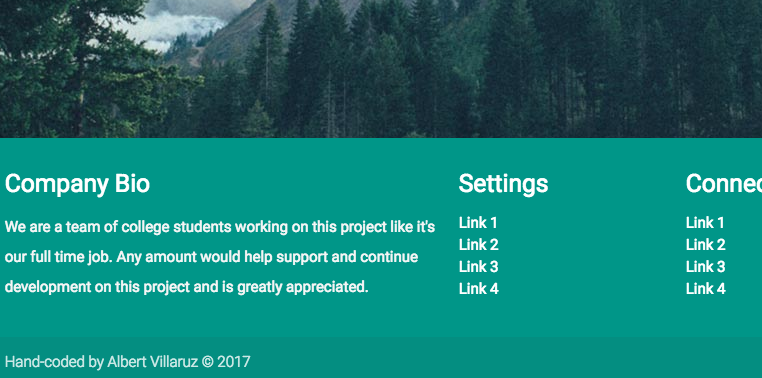 Company Bio
We are a team of college students working on this project like it's
our full time job. Any amount would help support and continue
development on this project and is greatly appreciated.
Settings
Link 1
Link 2
Link 3
Link 4
Connec
Link 1
Link 2
Link 3
Link 4
Hand-coded by Albert Villaruz © 2017